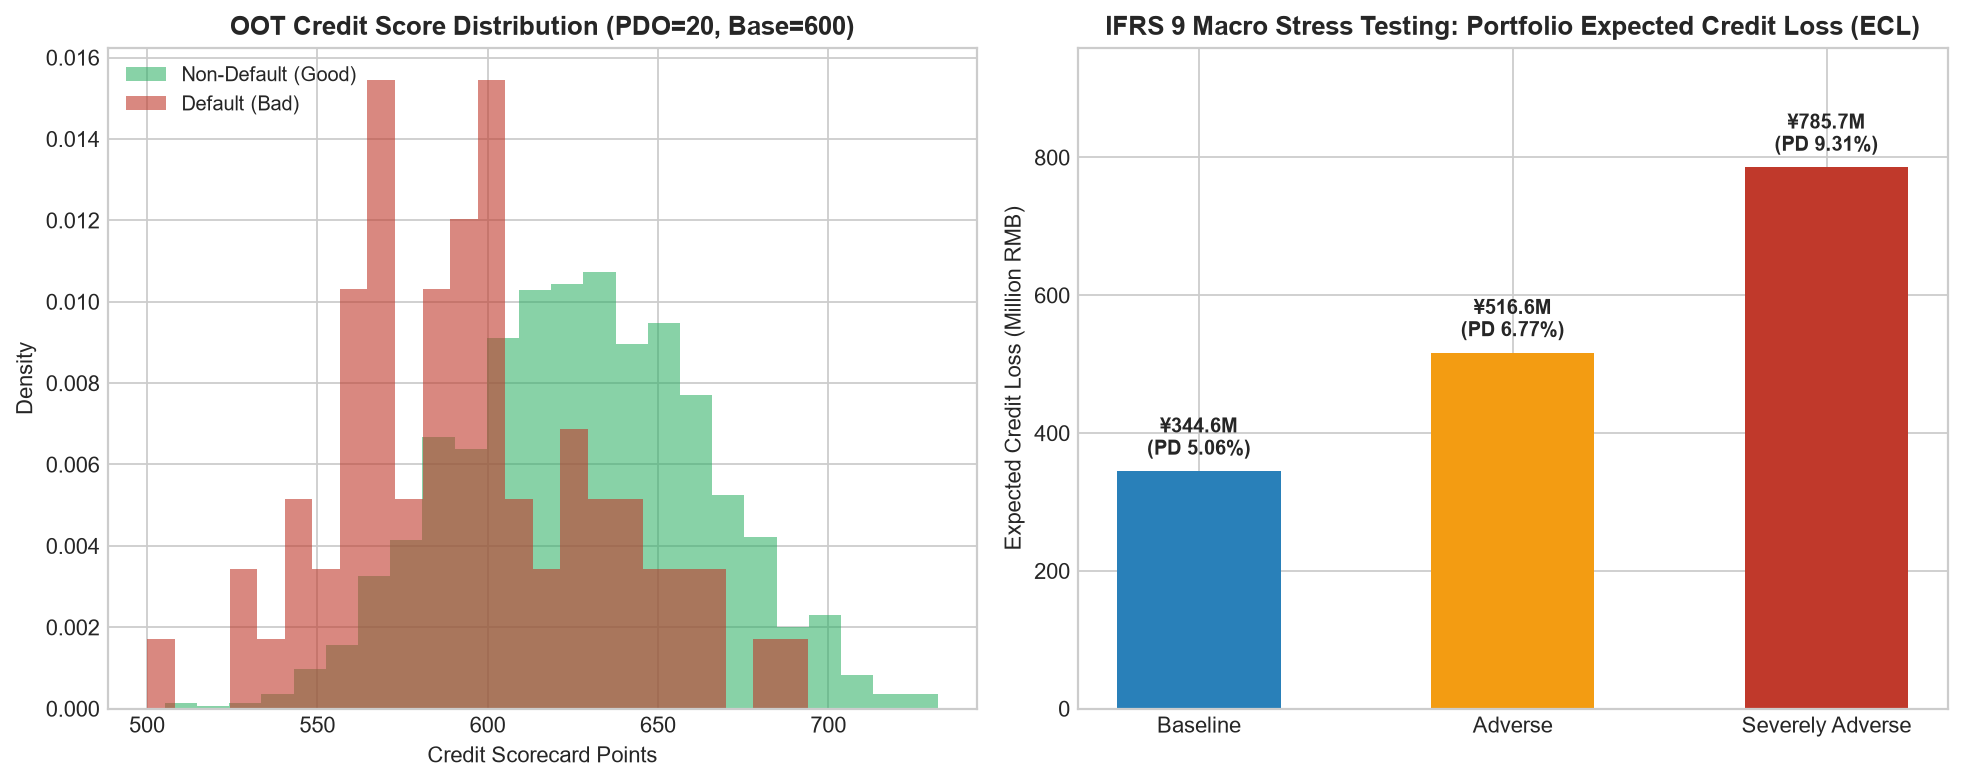 OOT Credit Score Distribution (PDO=20, Base=600)
Non-Default (Good)
Default (Bad)
0.016
0.014
0.012
0.010
0.008
0.006
0.004
0.002
0.000
Density
500
550
600
650
700
Credit Scorecard Points
IFRS 9 Macro Stress Testing: Portfolio Expected Credit Loss (ECL)
800
600
400
200
0
Expected Credit Loss (Million RMB)
¥344.6M
(PD 5.06%)
¥516.6M
(PD 6.77%)
¥785.7M
(PD 9.31%)
Baseline
Adverse
Severely Adverse